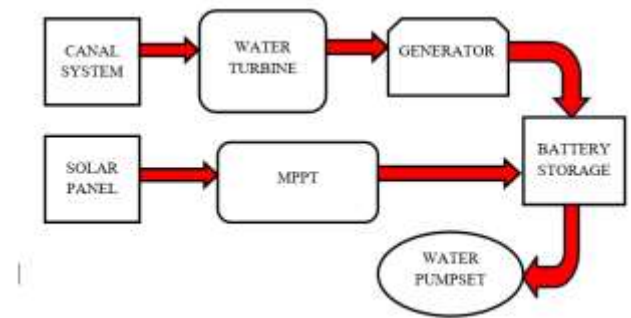 CANAL
SYSTEM
WATER
TURBINE
GENERATOR
SOLAR
PANEL
MPPT
BATTERY
STORAGE
WATER
PUMPSET